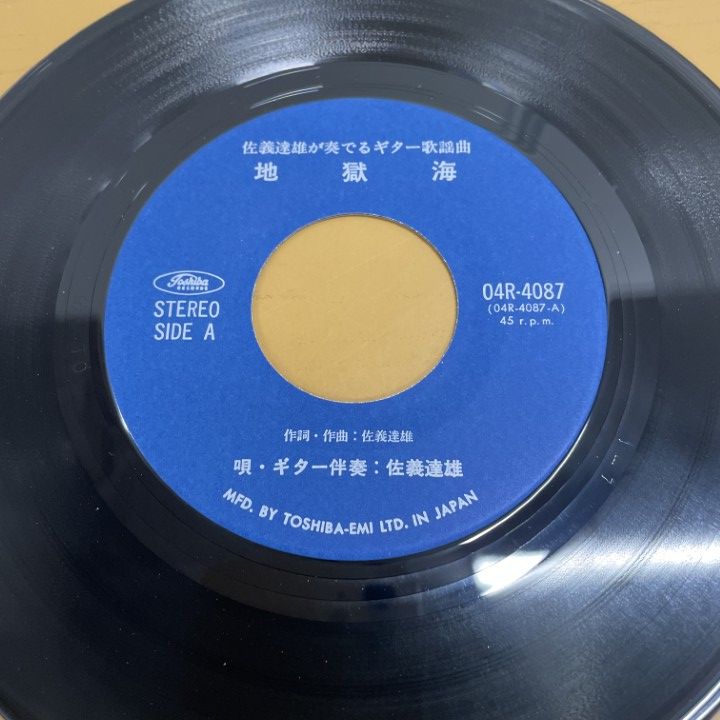 佐義達雄が奏でるギター歌謡曲
地獄海
Toshiba
STEREO
SIDE A
04R-4087
(04R-4087-A)
45 r.p.m.
作詞・作曲：佐義達雄
唄・ギター伴奏：佐義達雄
MFD. BY TOSHIBA-EMI LTD. IN JAPAN